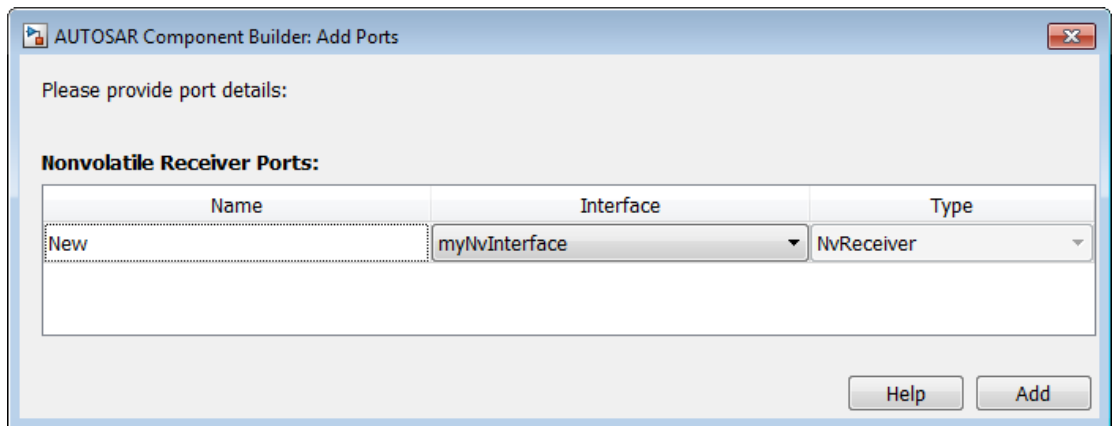 AUTOSAR Component Builder: Add Ports
Please provide port details:
Nonvolatile Receiver Ports:
Name Interface Type
New myNvInterface NvReceiver
Help Add